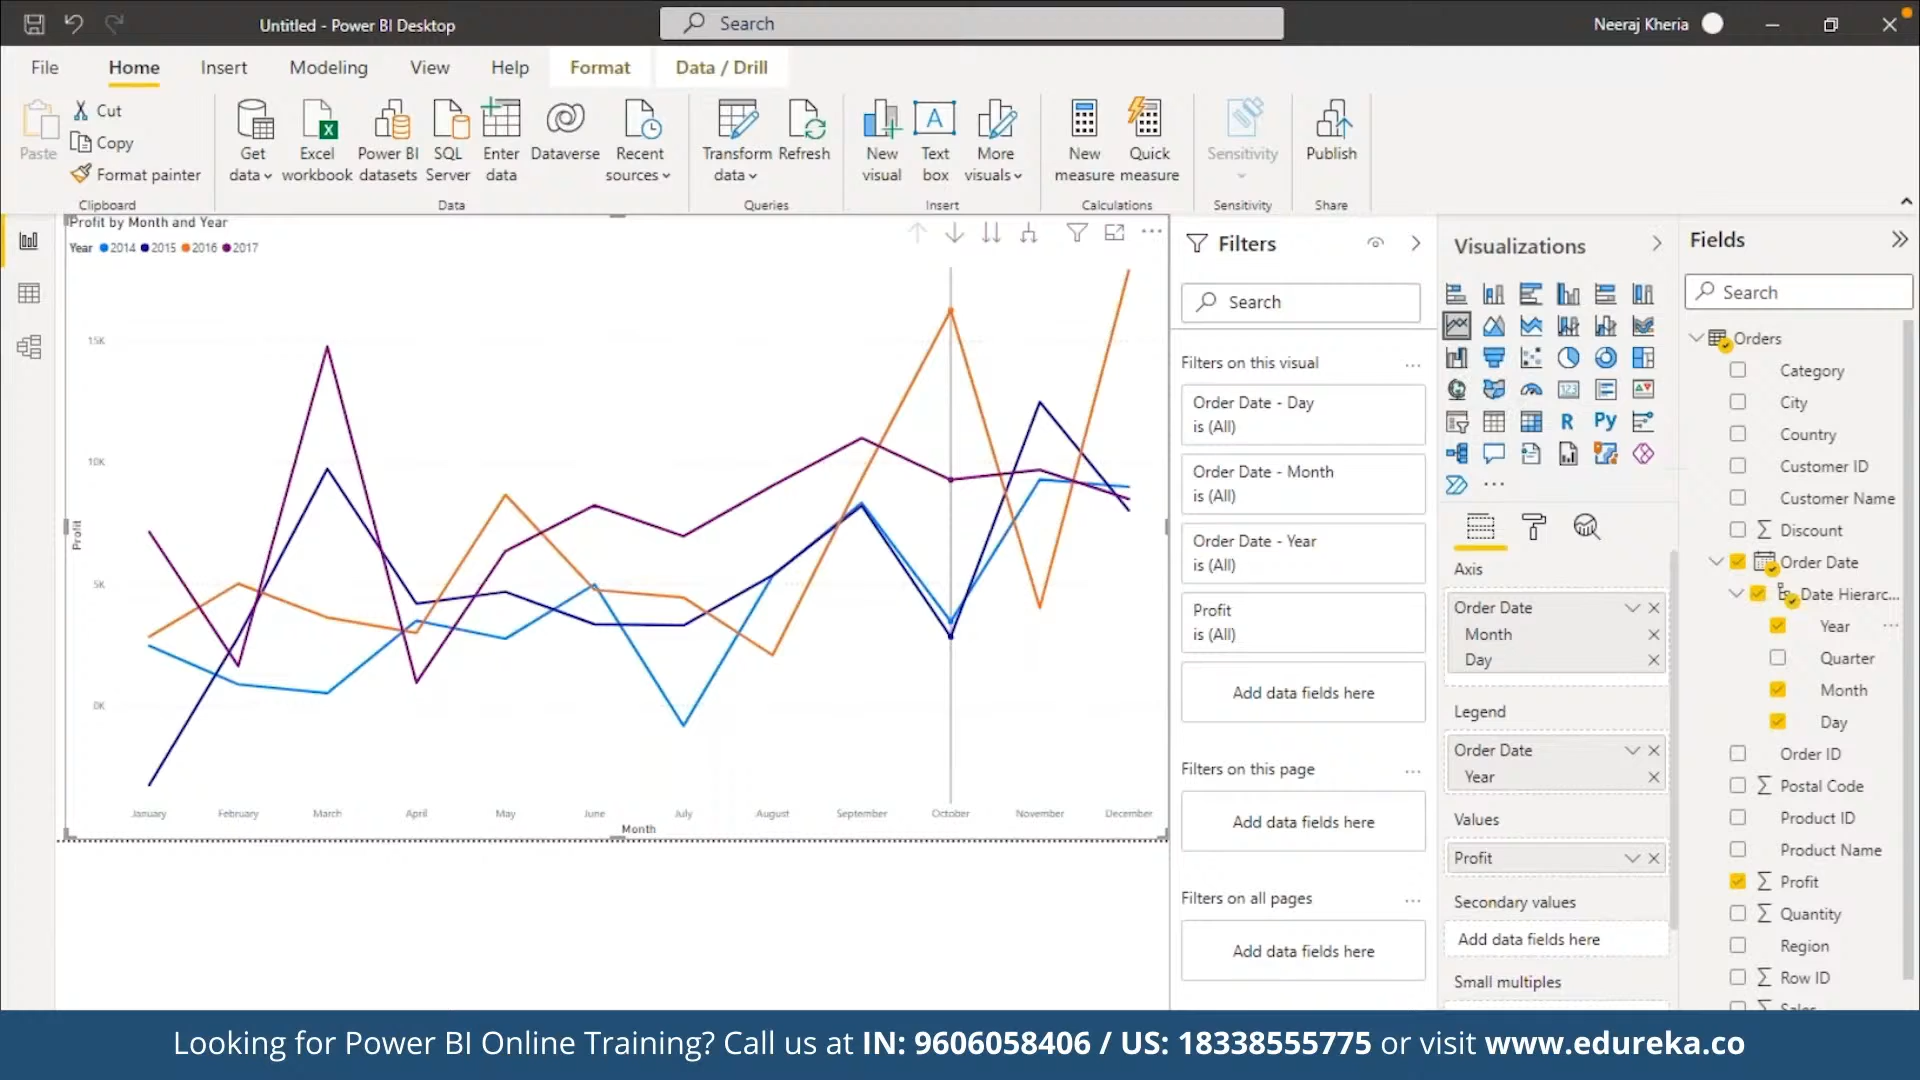 Untitled - Power BI Desktop
Search
Neeraj Kheria
File
Home
Insert
Modeling
View
Help
Format
Data / Drill
Paste
Cut
Copy
Format painter
Clipboard
Get data
Excel workbook
Power BI datasets
SQL Server
Enter data
Dataverse
Recent sources
Data
Transform data
Refresh
Queries
New visual
Text box
More visuals
Insert
New measure
Quick measure
Calculations
Sensitivity
Sensitivity
Publish
Share
Profit by Month and Year
Year 2014 2015 2016 2017
15K
10K
5K
0K
Profit
January February March April May June July August September October November December
Month
Filters
Search
Filters on this visual
Order Date - Day
is (All)
Order Date - Month
is (All)
Order Date - Year
is (All)
Profit
is (All)
Add data fields here
Filters on this page
Add data fields here
Filters on all pages
Add data fields here
Visualizations
123
R
Py
Axis
Order Date
Month
Day
Legend
Order Date
Year
Values
Profit
Secondary values
Add data fields here
Small multiples
Fields
Search
Orders
Category
City
Country
Customer ID
Customer Name
Discount
Order Date
Date Hierarc...
Year
Quarter
Month
Day
Order ID
Postal Code
Product ID
Product Name
Profit
Quantity
Region
Row ID
Sales
Looking for Power BI Online Training? Call us at IN: 9606058406 / US: 18338555775 or visit www.edureka.co